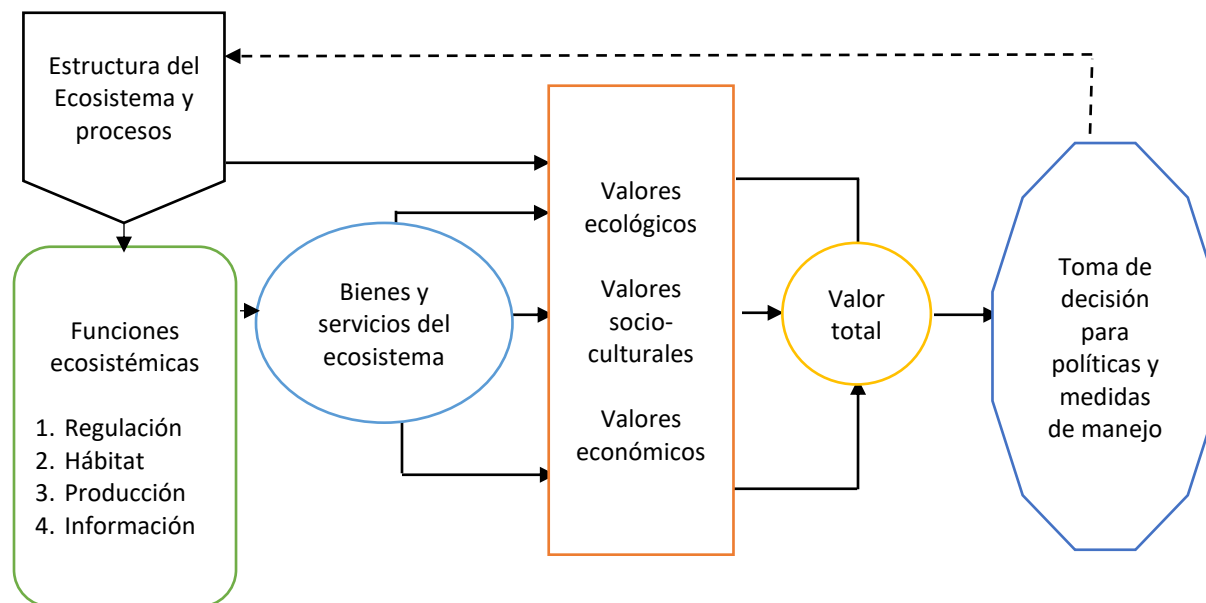 Estructura del
Ecosistema y
procesos
Funciones
ecosistémicas
1. Regulación
2. Hábitat
3. Producción
4. Información
Bienes y
servicios del
ecosistema
Valores
ecológicos
Valores
socio-
culturales
Valores
económicos
Valor
total
Toma de
decisión
para
políticas y
medidas
de manejo